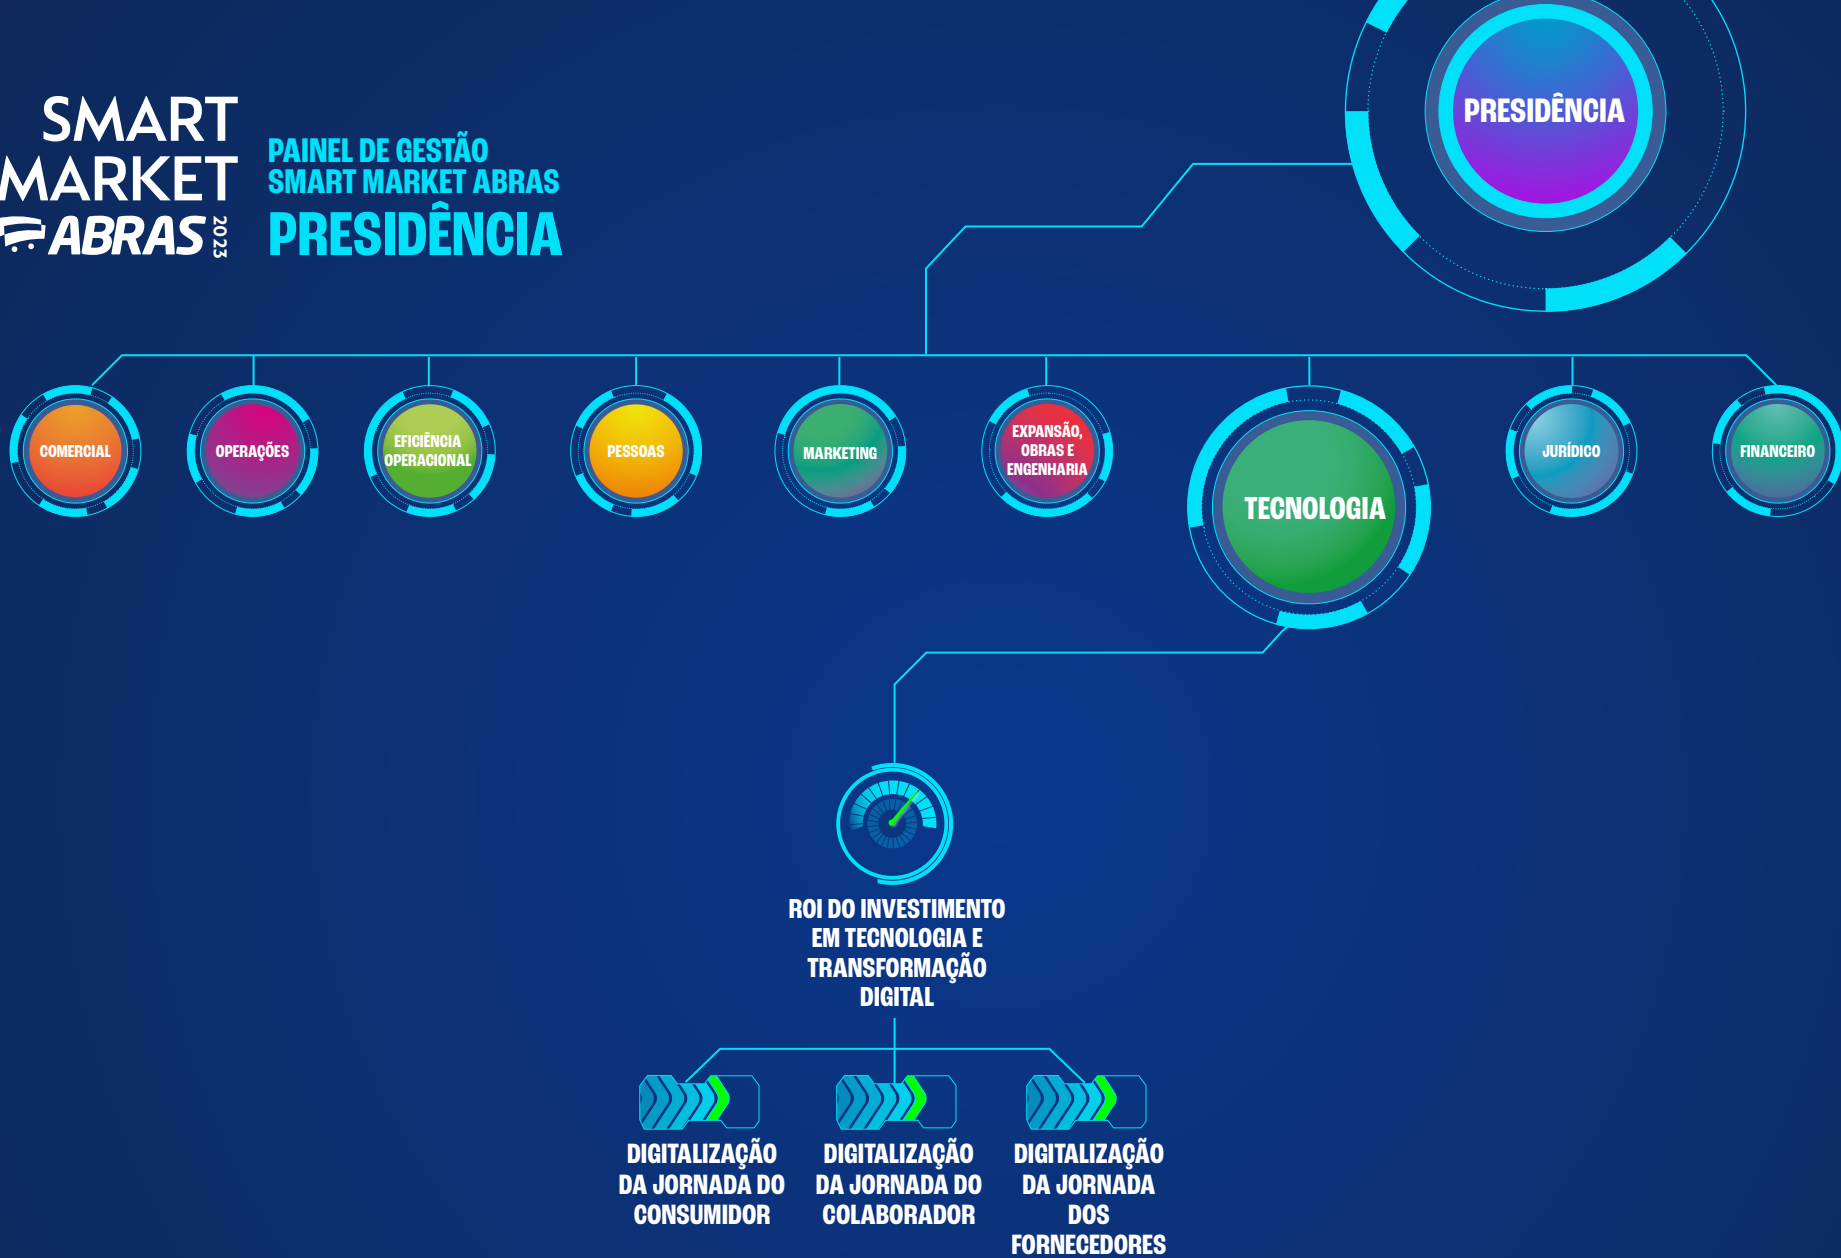 SMART
MARKET
ABRAS 2023
PAINEL DE GESTÃO
SMART MARKET ABRAS
PRESIDÊNCIA
PRESIDÊNCIA
COMERCIAL
OPERAÇÕES
EFICIÊNCIA
OPERACIONAL
PESSOAS
MARKETING
EXPANSÃO,
OBRAS E
ENGENHARIA
TECNOLOGIA
JURÍDICO
FINANCEIRO
ROI DO INVESTIMENTO
EM TECNOLOGIA E
TRANSFORMAÇÃO
DIGITAL
DIGITALIZAÇÃO
DA JORNADA DO
CONSUMIDOR
DIGITALIZAÇÃO
DA JORNADA DO
COLABORADOR
DIGITALIZAÇÃO
DA JORNADA
DOS
FORNECEDORES